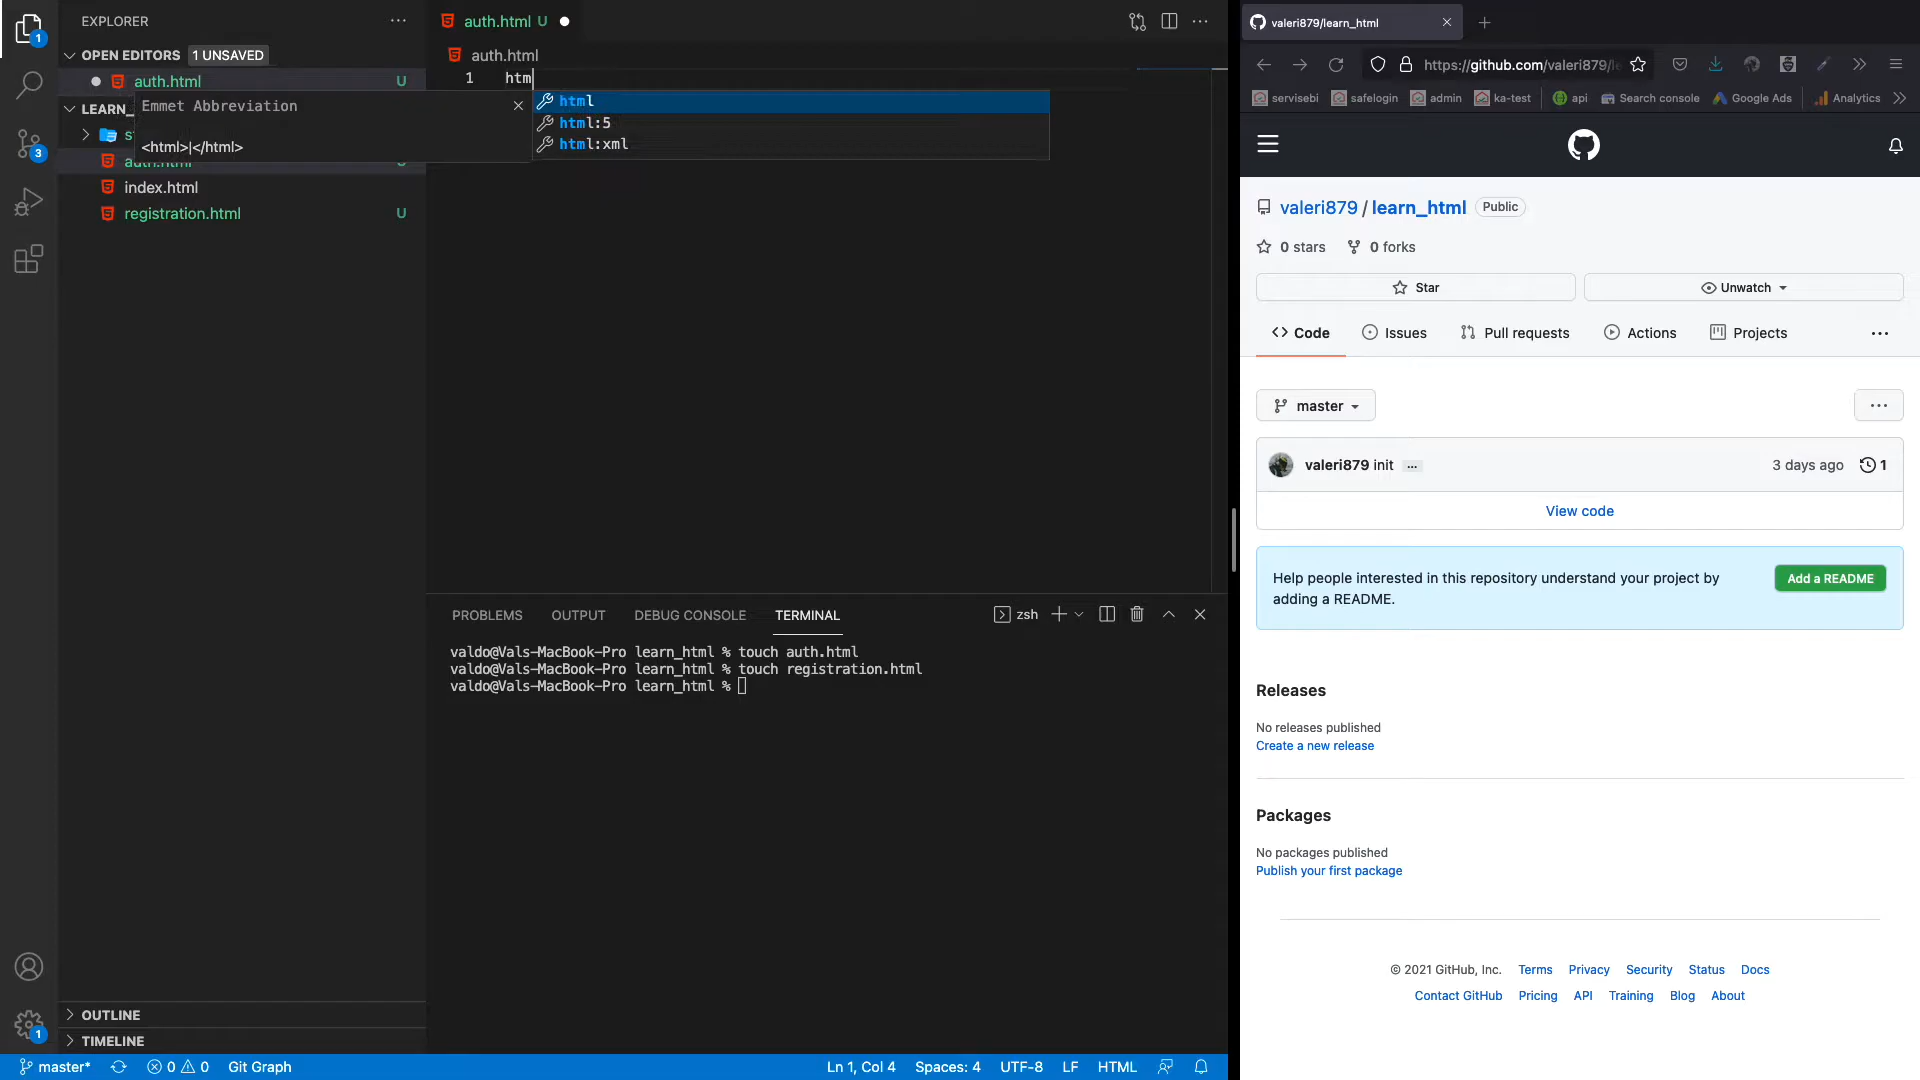 EXPLORER
OPEN EDITORS 1 UNSAVED
auth.html U
LEARN_
Emmet Abbreviation
<html>|</html>
index.html
registration.html U
1
3
1
OUTLINE
TIMELINE
auth.html U
auth.html
1 htm
html
html:5
html:xml
PROBLEMS OUTPUT DEBUG CONSOLE TERMINAL zsh
valdo@Vals-MacBook-Pro learn_html % touch auth.html
valdo@Vals-MacBook-Pro learn_html % touch registration.html
valdo@Vals-MacBook-Pro learn_html %
master* 0 0 Git Graph Ln 1, Col 4 Spaces: 4 UTF-8 LF HTML
valeri879/learn_html
https://github.com/valeri879/le
servisebi safelogin admin ka-test api Search console Google Ads Analytics
valeri879 / learn_html Public
0 stars 0 forks
Star Unwatch
Code Issues Pull requests Actions Projects
master
valeri879 init 3 days ago 1
View code
Help people interested in this repository understand your project by
adding a README.
Add a README
Releases
No releases published
Create a new release
Packages
No packages published
Publish your first package
© 2021 GitHub, Inc. Terms Privacy Security Status Docs
Contact GitHub Pricing API Training Blog About